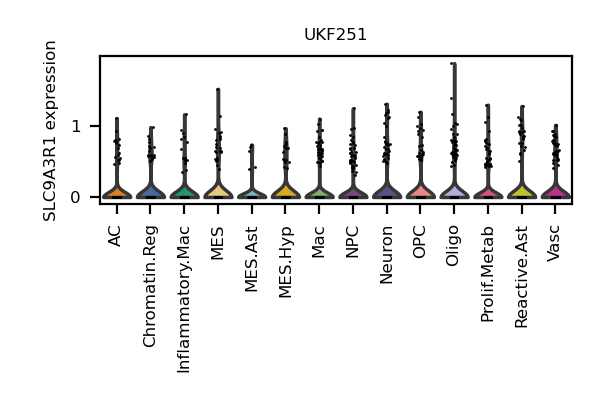 UKF251
SLC9A3R1 expression
1
0
AC
Chromatin.Reg
Inflammatory.Mac
MES
MES.Ast
MES.Hyp
Mac
NPC
Neuron
OPC
Oligo
Prolif.Metab
Reactive.Ast
Vasc